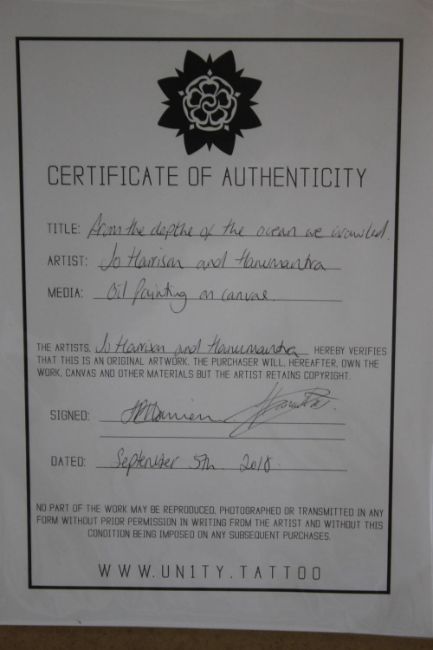 CERTIFICATE OF AUTHENTICITY
TITLE: From the depths of the ocean we crawled.
ARTIST: Jo Harrison and Hanumantra
MEDIA: Oil Painting on canvas.
THE ARTISTS, Jo Harrison and Hanumantra HEREBY VERIFIES
THAT THIS IS AN ORIGINAL ARTWORK. THE PURCHASER WILL, HEREAFTER, OWN THE
WORK, CANVAS AND OTHER MATERIALS BUT THE ARTIST RETAINS COPYRIGHT.
SIGNED:
DATED: September 5th 2018.
NO PART OF THE WORK MAY BE REPRODUCED, PHOTOGRAPHED OR TRANSMITTED IN ANY
FORM WITHOUT PRIOR PERMISSION IN WRITING FROM THE ARTIST AND WITHOUT THIS
CONDITION BEING IMPOSED ON ANY SUBSEQUENT PURCHASES.
WWW.UNITY.TATTOO